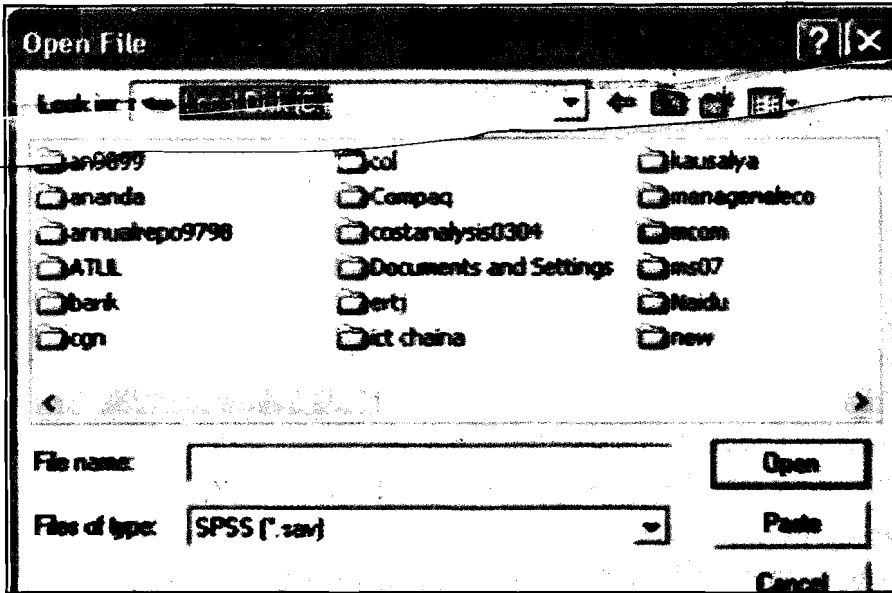 Open File
Look in:
an9899 col kausalya
ananda Compaq managenaleco
annualrepo9798 costanalysis0304 mcom
ATUL Documents and Settings ms07
bank ertj Naidu
cgn ict chaina new
File name: Open
Files of type: SPSS (*.sav) Paste
Cancel